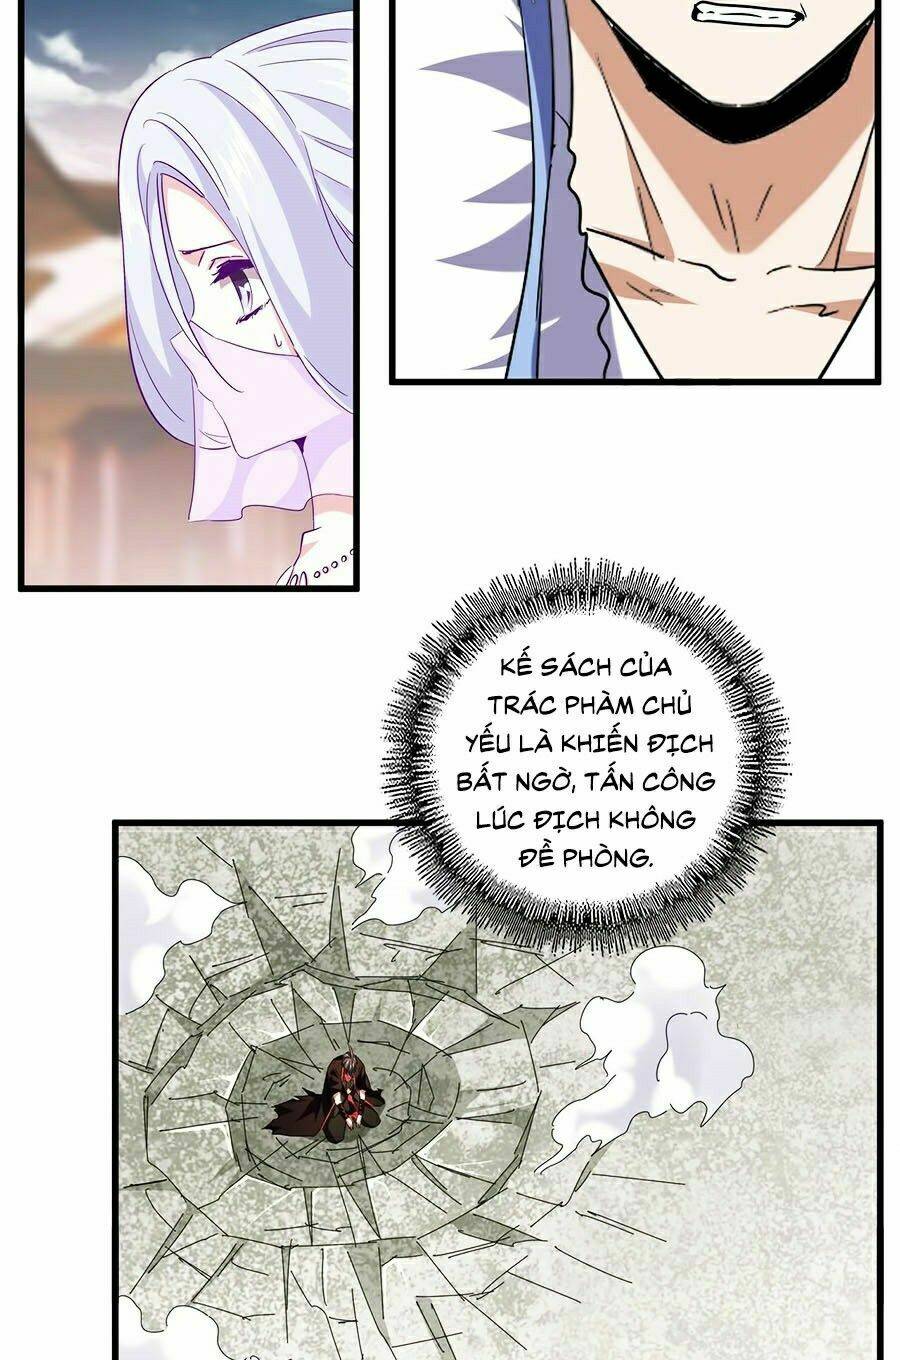 KẾ SÁCH CỦA
TRÁC PHÀM CHỦ
YẾU LÀ KHIẾN ĐỊCH
BẤT NGỜ, TẤN CÔNG
LÚC ĐỊCH KHÔNG
ĐỀ PHÒNG.